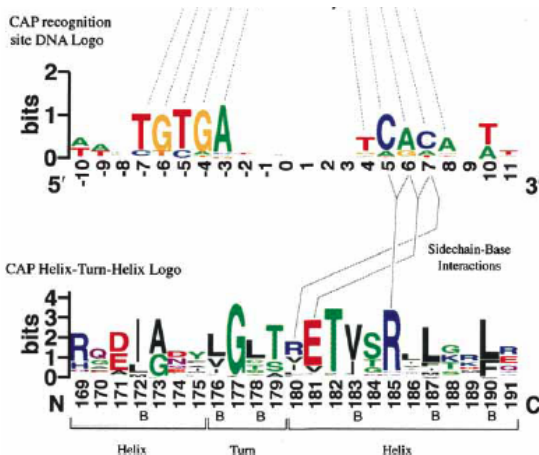 CAP recognition
site DNA Logo
bits
2
1
0
TGTGA
TCACA
T
-10 -9 -8 -7 -6 -5 -4 -3 -2 -1 0 1 2 3 4 5 6 7 8 9 10 11
5' 3'
Sidechain-Base
Interactions
CAP Helix-Turn-Helix Logo
bits
4
3
2
1
0
169 170 171 172 173 174 175 176 177 178 179 180 181 182 183 184 185 186 187 188 189 190 191
N C
B B B B B B
Helix Turn Helix